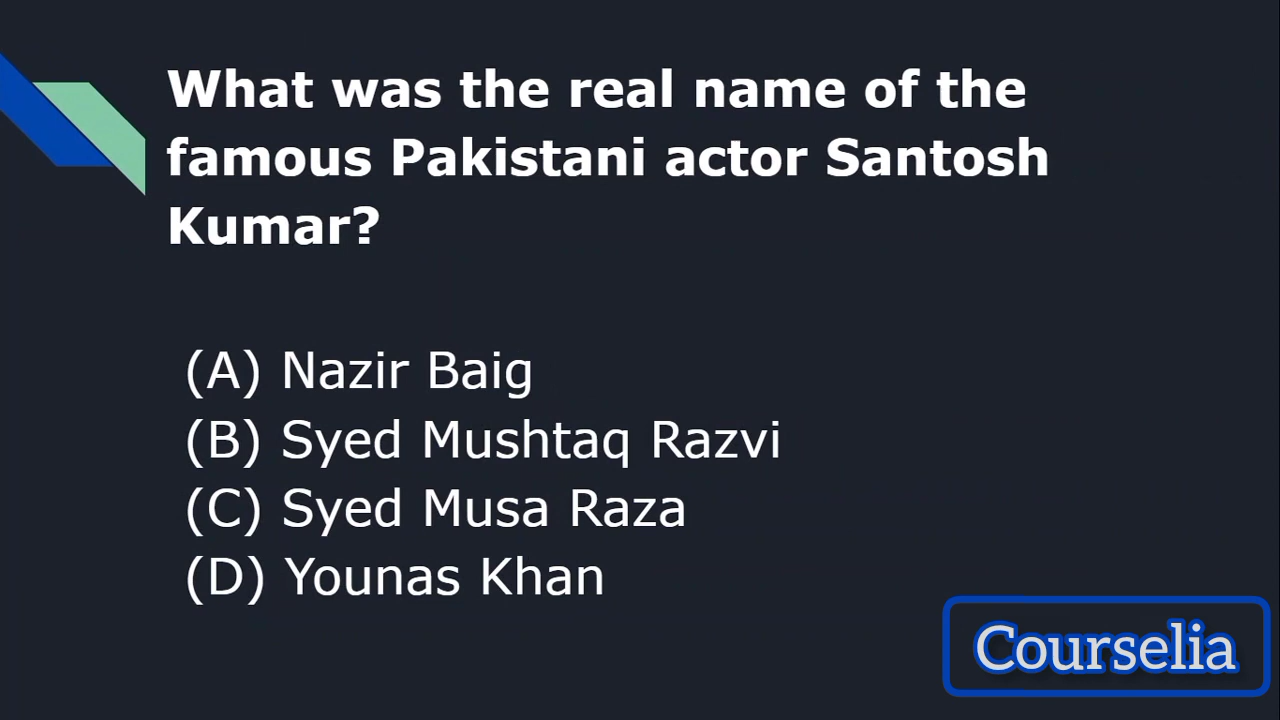 What was the real name of the
famous Pakistani actor Santosh
Kumar?
(A) Nazir Baig
(B) Syed Mushtaq Razvi
(C) Syed Musa Raza
(D) Younas Khan
Courselia